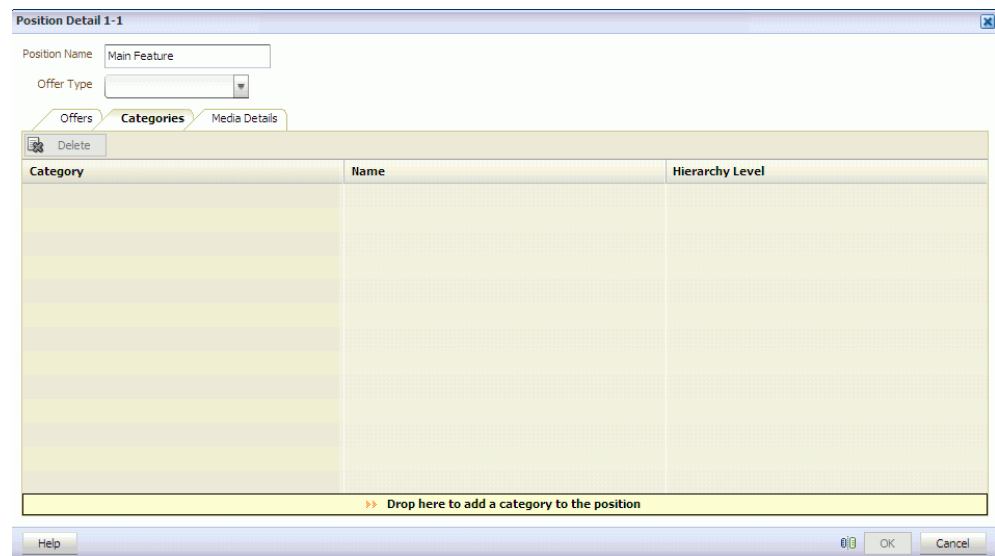 Position Detail 1-1
Position Name Main Feature
Offer Type
Offers Categories Media Details
Delete
Category Name Hierarchy Level
Drop here to add a category to the position
Help OK Cancel